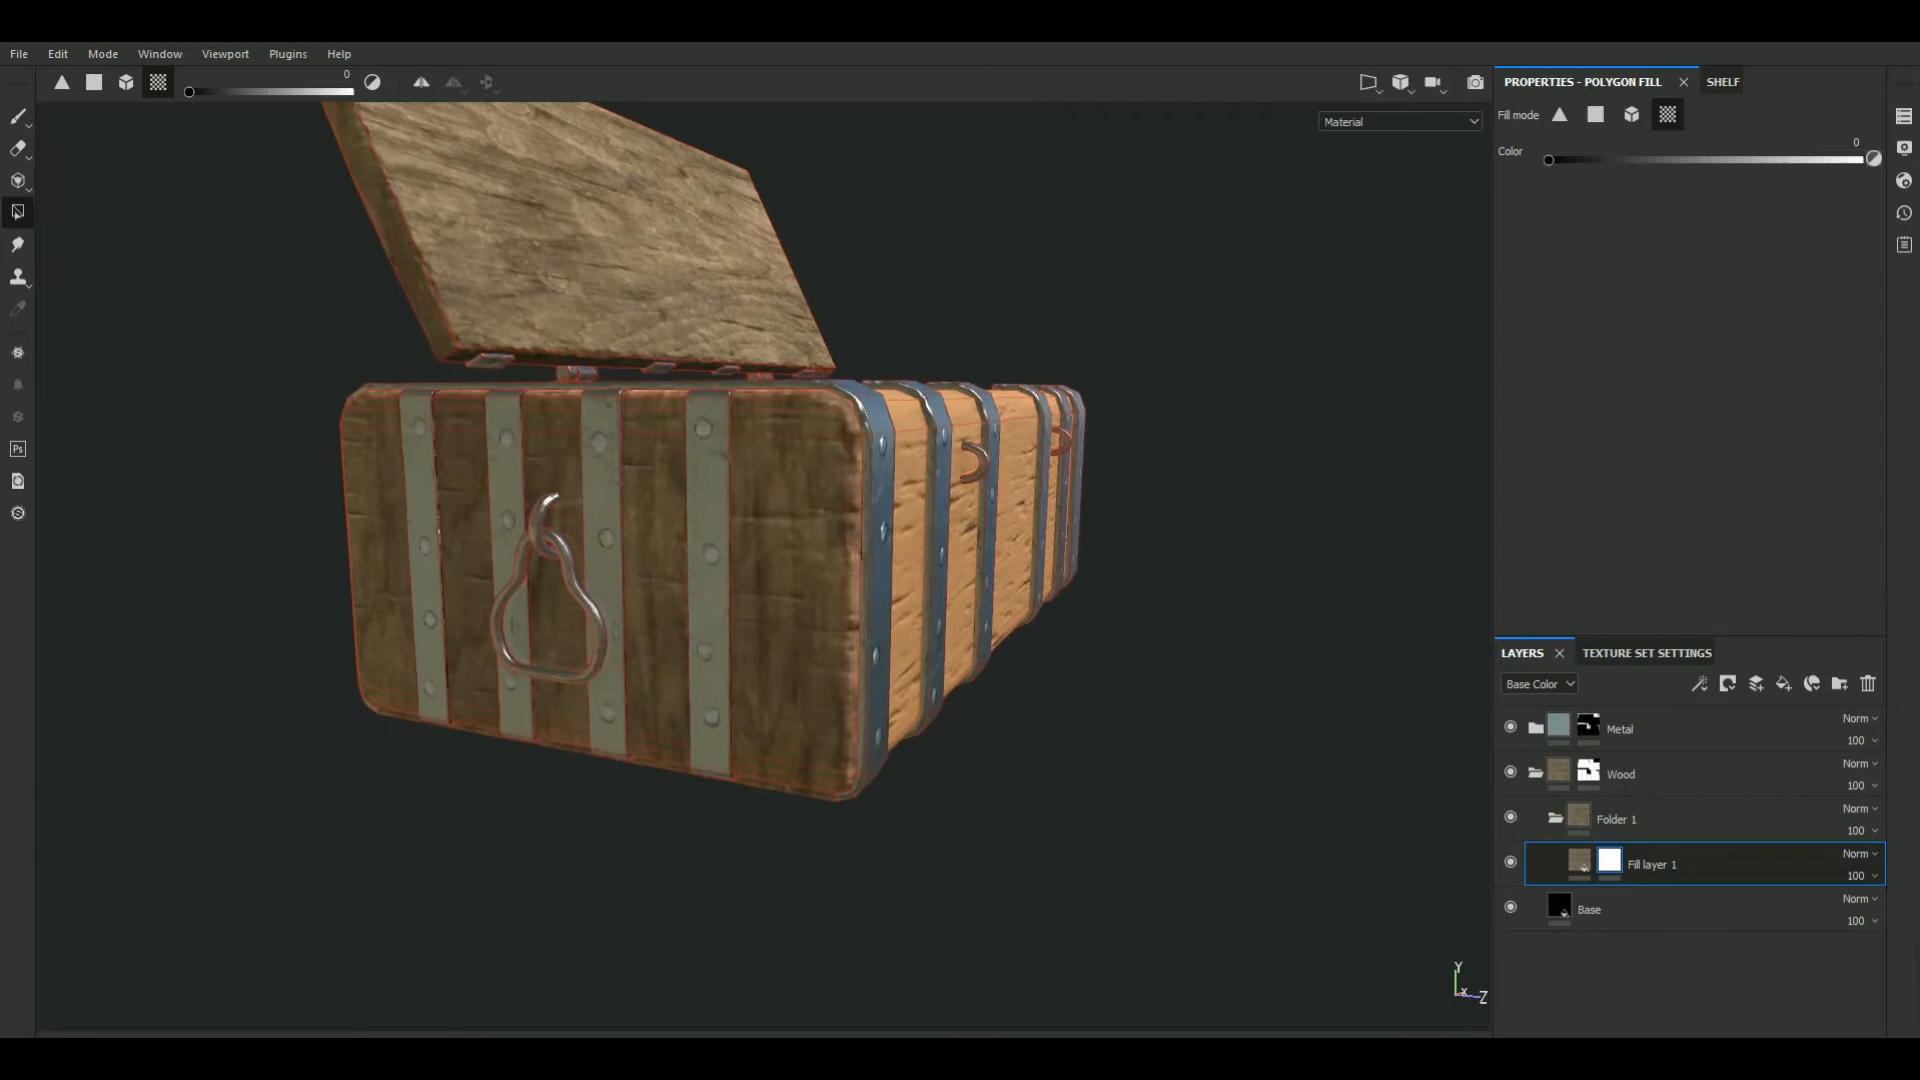 File Edit Mode Window Viewport Plugins Help
0
PROPERTIES - POLYGON FILL
SHELF
Fill mode
Material
Color
0
Ps
LAYERS
TEXTURE SET SETTINGS
Base Color
Metal
Norm
100
Wood
Norm
100
Folder 1
Norm
100
Fill layer 1
Norm
100
Base
Norm
100
Y
X
Z